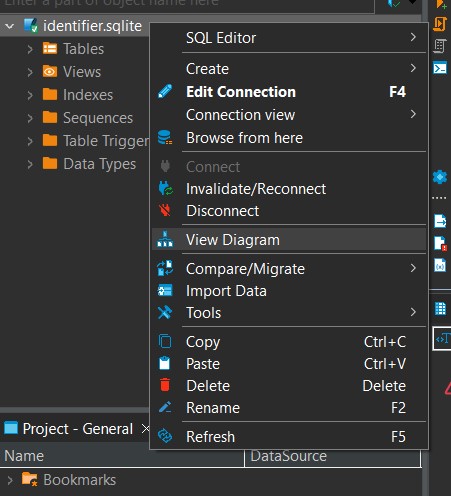 Enter a part of object name here
identifier.sqlite
SQL Editor
Tables
Views
Create
Indexes
Edit Connection F4
Sequences
Connection view
Table Trigger
Browse from here
Data Types
Connect
Invalidate/Reconnect
Disconnect
View Diagram
Compare/Migrate
Import Data
Tools
Copy Ctrl+C
Paste Ctrl+V
Delete Delete
Rename F2
Refresh F5
Project - General
Name DataSource
Bookmarks